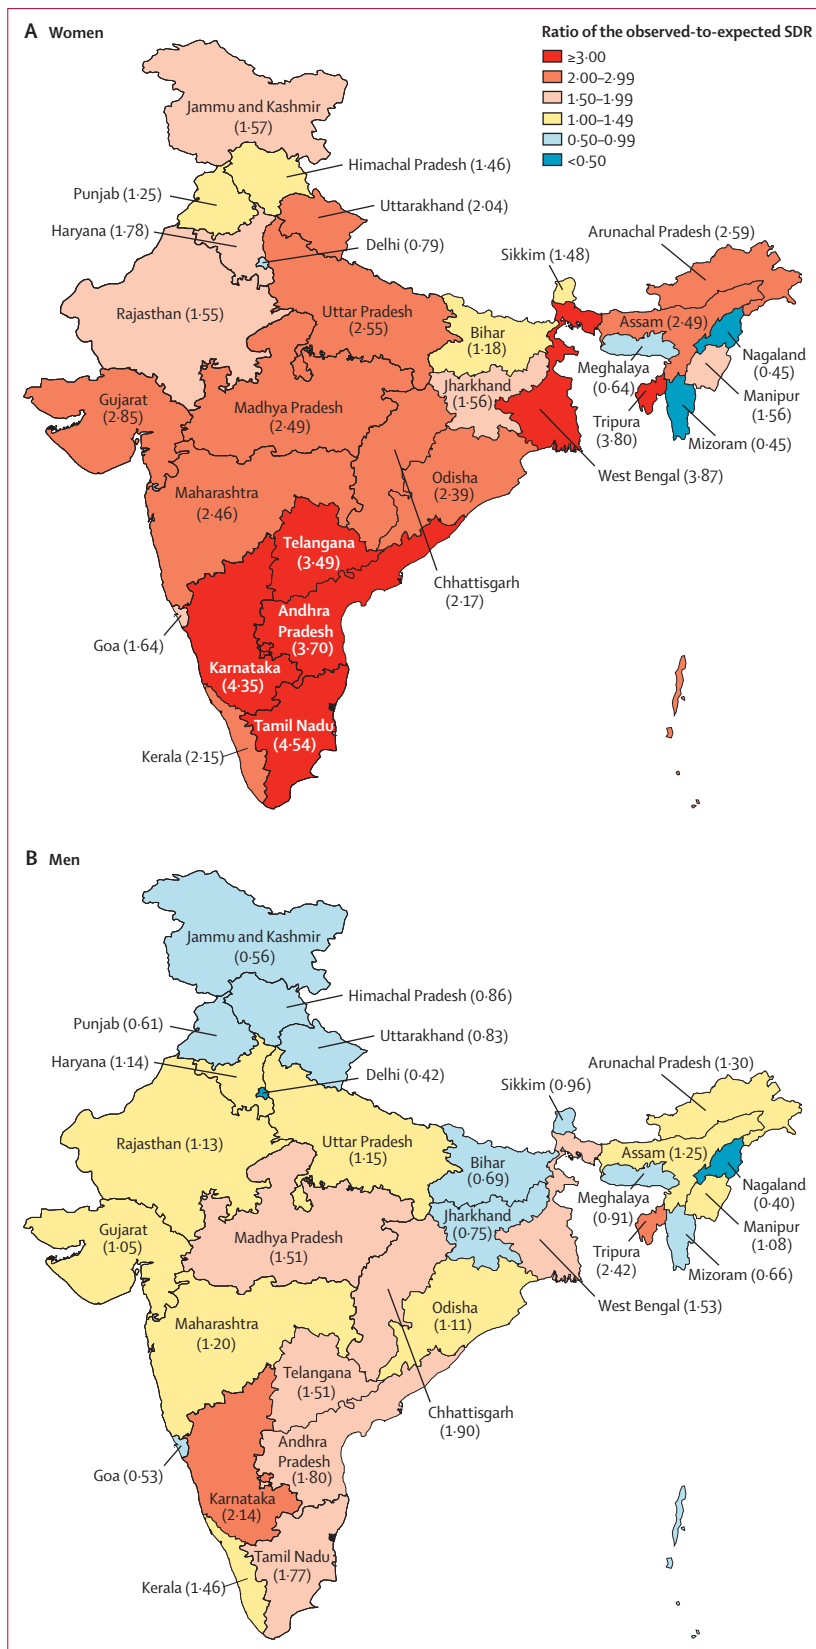 A Women
Ratio of the observed-to-expected SDR
≥3·00
2·00–2·99
1·50–1·99
1·00–1·49
0·50–0·99
<0·50
Jammu and Kashmir
(1·57)
Himachal Pradesh (1·46)
Punjab (1·25)
Uttarakhand (2·04)
Haryana (1·78)
Delhi (0·79)
Arunachal Pradesh (2·59)
Sikkim (1·48)
Rajasthan (1·55)
Uttar Pradesh
(2·55)
Bihar
(1·18)
Assam (2·49)
Nagaland
(0·45)
Meghalaya
(0·64)
Jharkhand
(1·56)
Manipur
(1·56)
Gujarat
(2·85)
Madhya Pradesh
(2·49)
Tripura
(3·80)
Mizoram (0·45)
West Bengal (3·87)
Odisha
(2·39)
Maharashtra
(2·46)
Telangana
(3·49)
Chhattisgarh
(2·17)
Andhra
Pradesh
(3·70)
Goa (1·64)
Karnataka
(4·35)
Tamil Nadu
(4·54)
Kerala (2·15)
B Men
Jammu and Kashmir
(0·56)
Himachal Pradesh (0·86)
Punjab (0·61)
Uttarakhand (0·83)
Haryana (1·14)
Delhi (0·42)
Arunachal Pradesh (1·30)
Sikkim (0·96)
Rajasthan (1·13)
Uttar Pradesh
(1·15)
Bihar
(0·69)
Assam (1·25)
Nagaland
(0·40)
Meghalaya
(0·91)
Jharkhand
(0·75)
Manipur
(1·08)
Gujarat
(1·05)
Madhya Pradesh
(1·51)
Tripura
(2·42)
Mizoram (0·66)
West Bengal (1·53)
Odisha
(1·11)
Maharashtra
(1·20)
Telangana
(1·51)
Chhattisgarh
(1·90)
Andhra
Pradesh
(1·80)
Goa (0·53)
Karnataka
(2·14)
Tamil Nadu
(1·77)
Kerala (1·46)